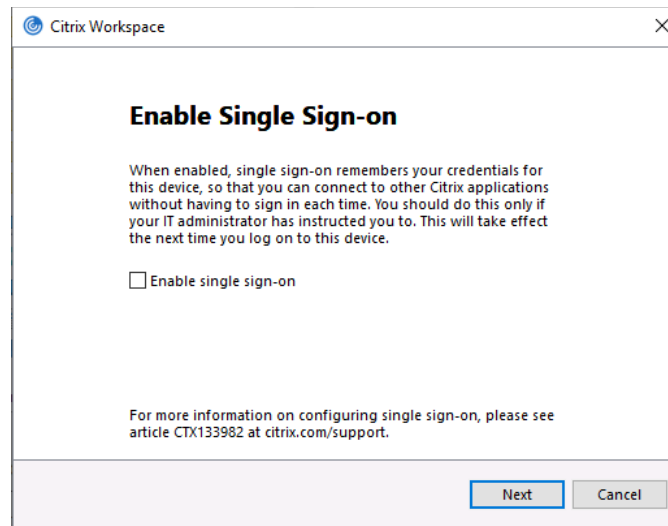 Citrix Workspace
Enable Single Sign-on
When enabled, single sign-on remembers your credentials for
this device, so that you can connect to other Citrix applications
without having to sign in each time. You should do this only if
your IT administrator has instructed you to. This will take effect
the next time you log on to this device.
Enable single sign-on
For more information on configuring single sign-on, please see
article CTX133982 at citrix.com/support.
Next
Cancel